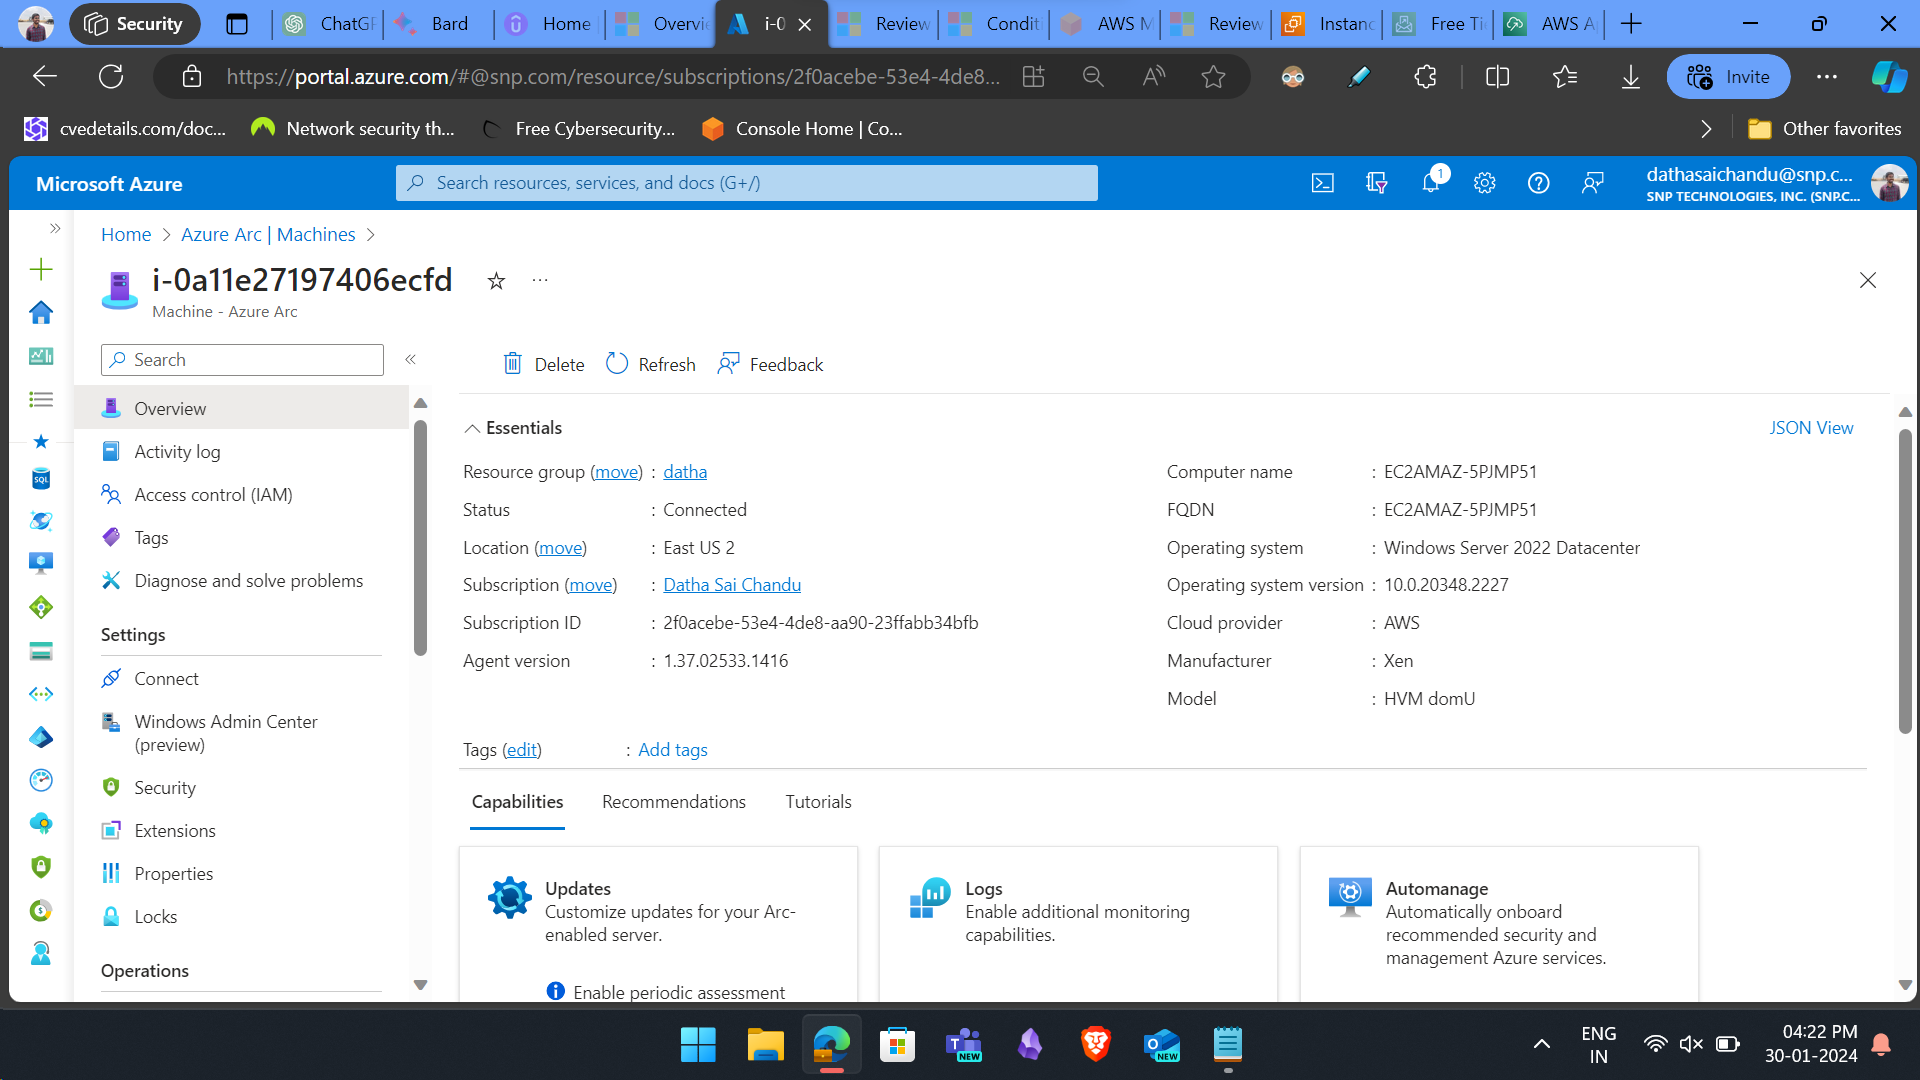 Security
ChatGP
Bard
Home
Overvie
i-0
Review
Conditi
AWS M
Review
Instanc
Free Tie
AWS A
https://portal.azure.com/#@snp.com/resource/subscriptions/2f0acebe-53e4-4de8...
Invite
cvedetails.com/doc...
Network security th...
Free Cybersecurity...
Console Home | Co...
Other favorites
Microsoft Azure
Search resources, services, and docs (G+/)
1
dathasaichandu@snp.c...
SNP TECHNOLOGIES, INC. (SNP.C...
Home > Azure Arc | Machines >
i-0a11e27197406ecfd
Machine - Azure Arc
Search
Delete
Refresh
Feedback
Overview
Activity log
Access control (IAM)
Tags
Diagnose and solve problems
Settings
Connect
Windows Admin Center
(preview)
Security
Extensions
Properties
Locks
Operations
Essentials
JSON View
Resource group (move) : datha
Status : Connected
Location (move) : East US 2
Subscription (move) : Datha Sai Chandu
Subscription ID : 2f0acebe-53e4-4de8-aa90-23ffabb34bfb
Agent version : 1.37.02533.1416
Computer name : EC2AMAZ-5PJMP51
FQDN : EC2AMAZ-5PJMP51
Operating system : Windows Server 2022 Datacenter
Operating system version : 10.0.20348.2227
Cloud provider : AWS
Manufacturer : Xen
Model : HVM domU
Tags (edit) : Add tags
Capabilities
Recommendations
Tutorials
Updates
Customize updates for your Arc-
enabled server.
Enable periodic assessment
Logs
Enable additional monitoring
capabilities.
Automanage
Automatically onboard
recommended security and
management Azure services.
SQL
NEW
NEW
ENG
IN
04:22 PM
30-01-2024